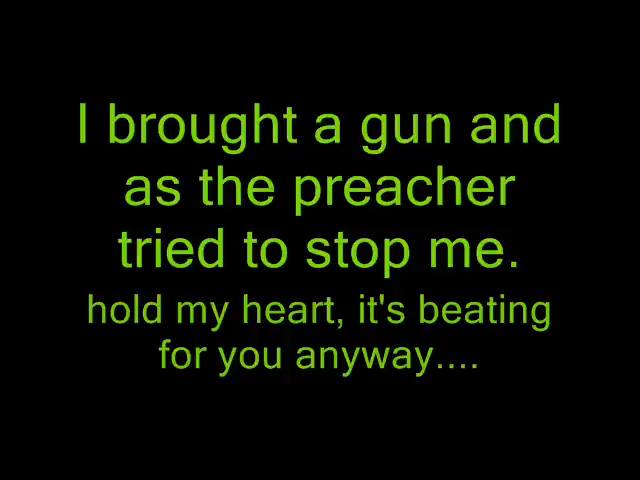 I brought a gun and
as the preacher
tried to stop me.
hold my heart, it's beating
for you anyway....